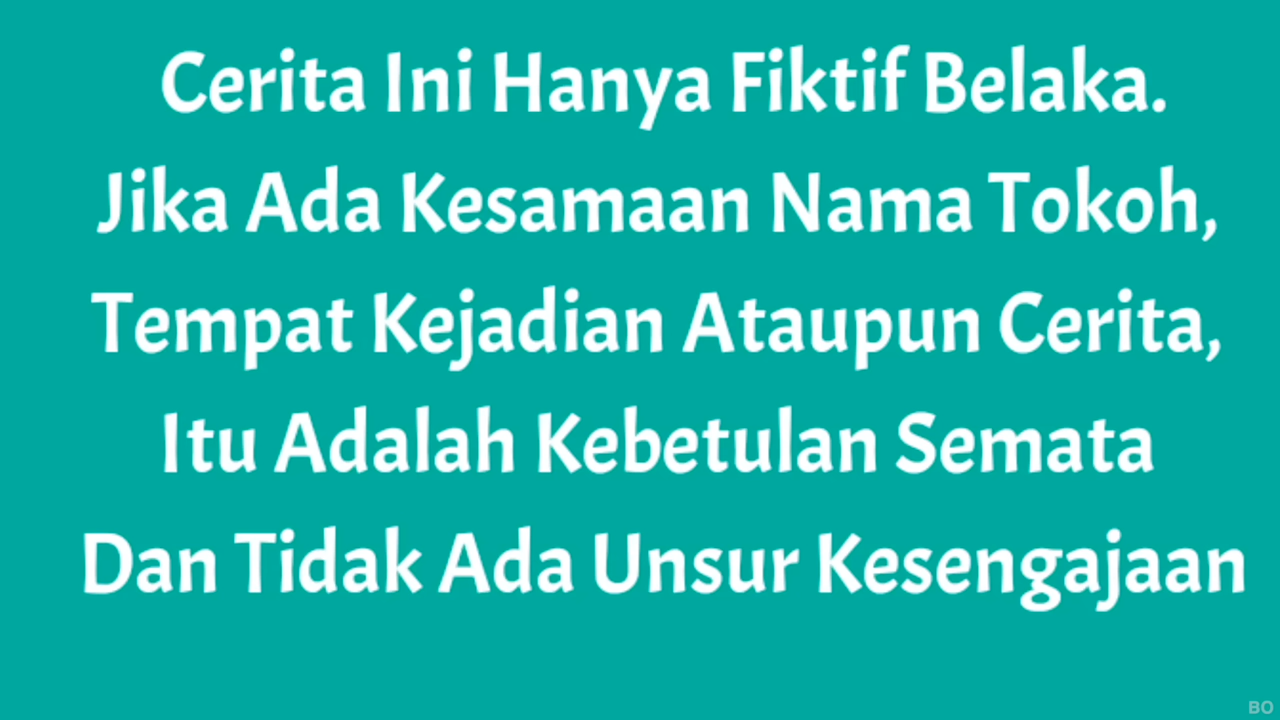 Cerita Ini Hanya Fiktif Belaka.
Jika Ada Kesamaan Nama Tokoh,
Tempat Kejadian Ataupun Cerita,
Itu Adalah Kebetulan Semata
Dan Tidak Ada Unsur Kesengajaan
BO